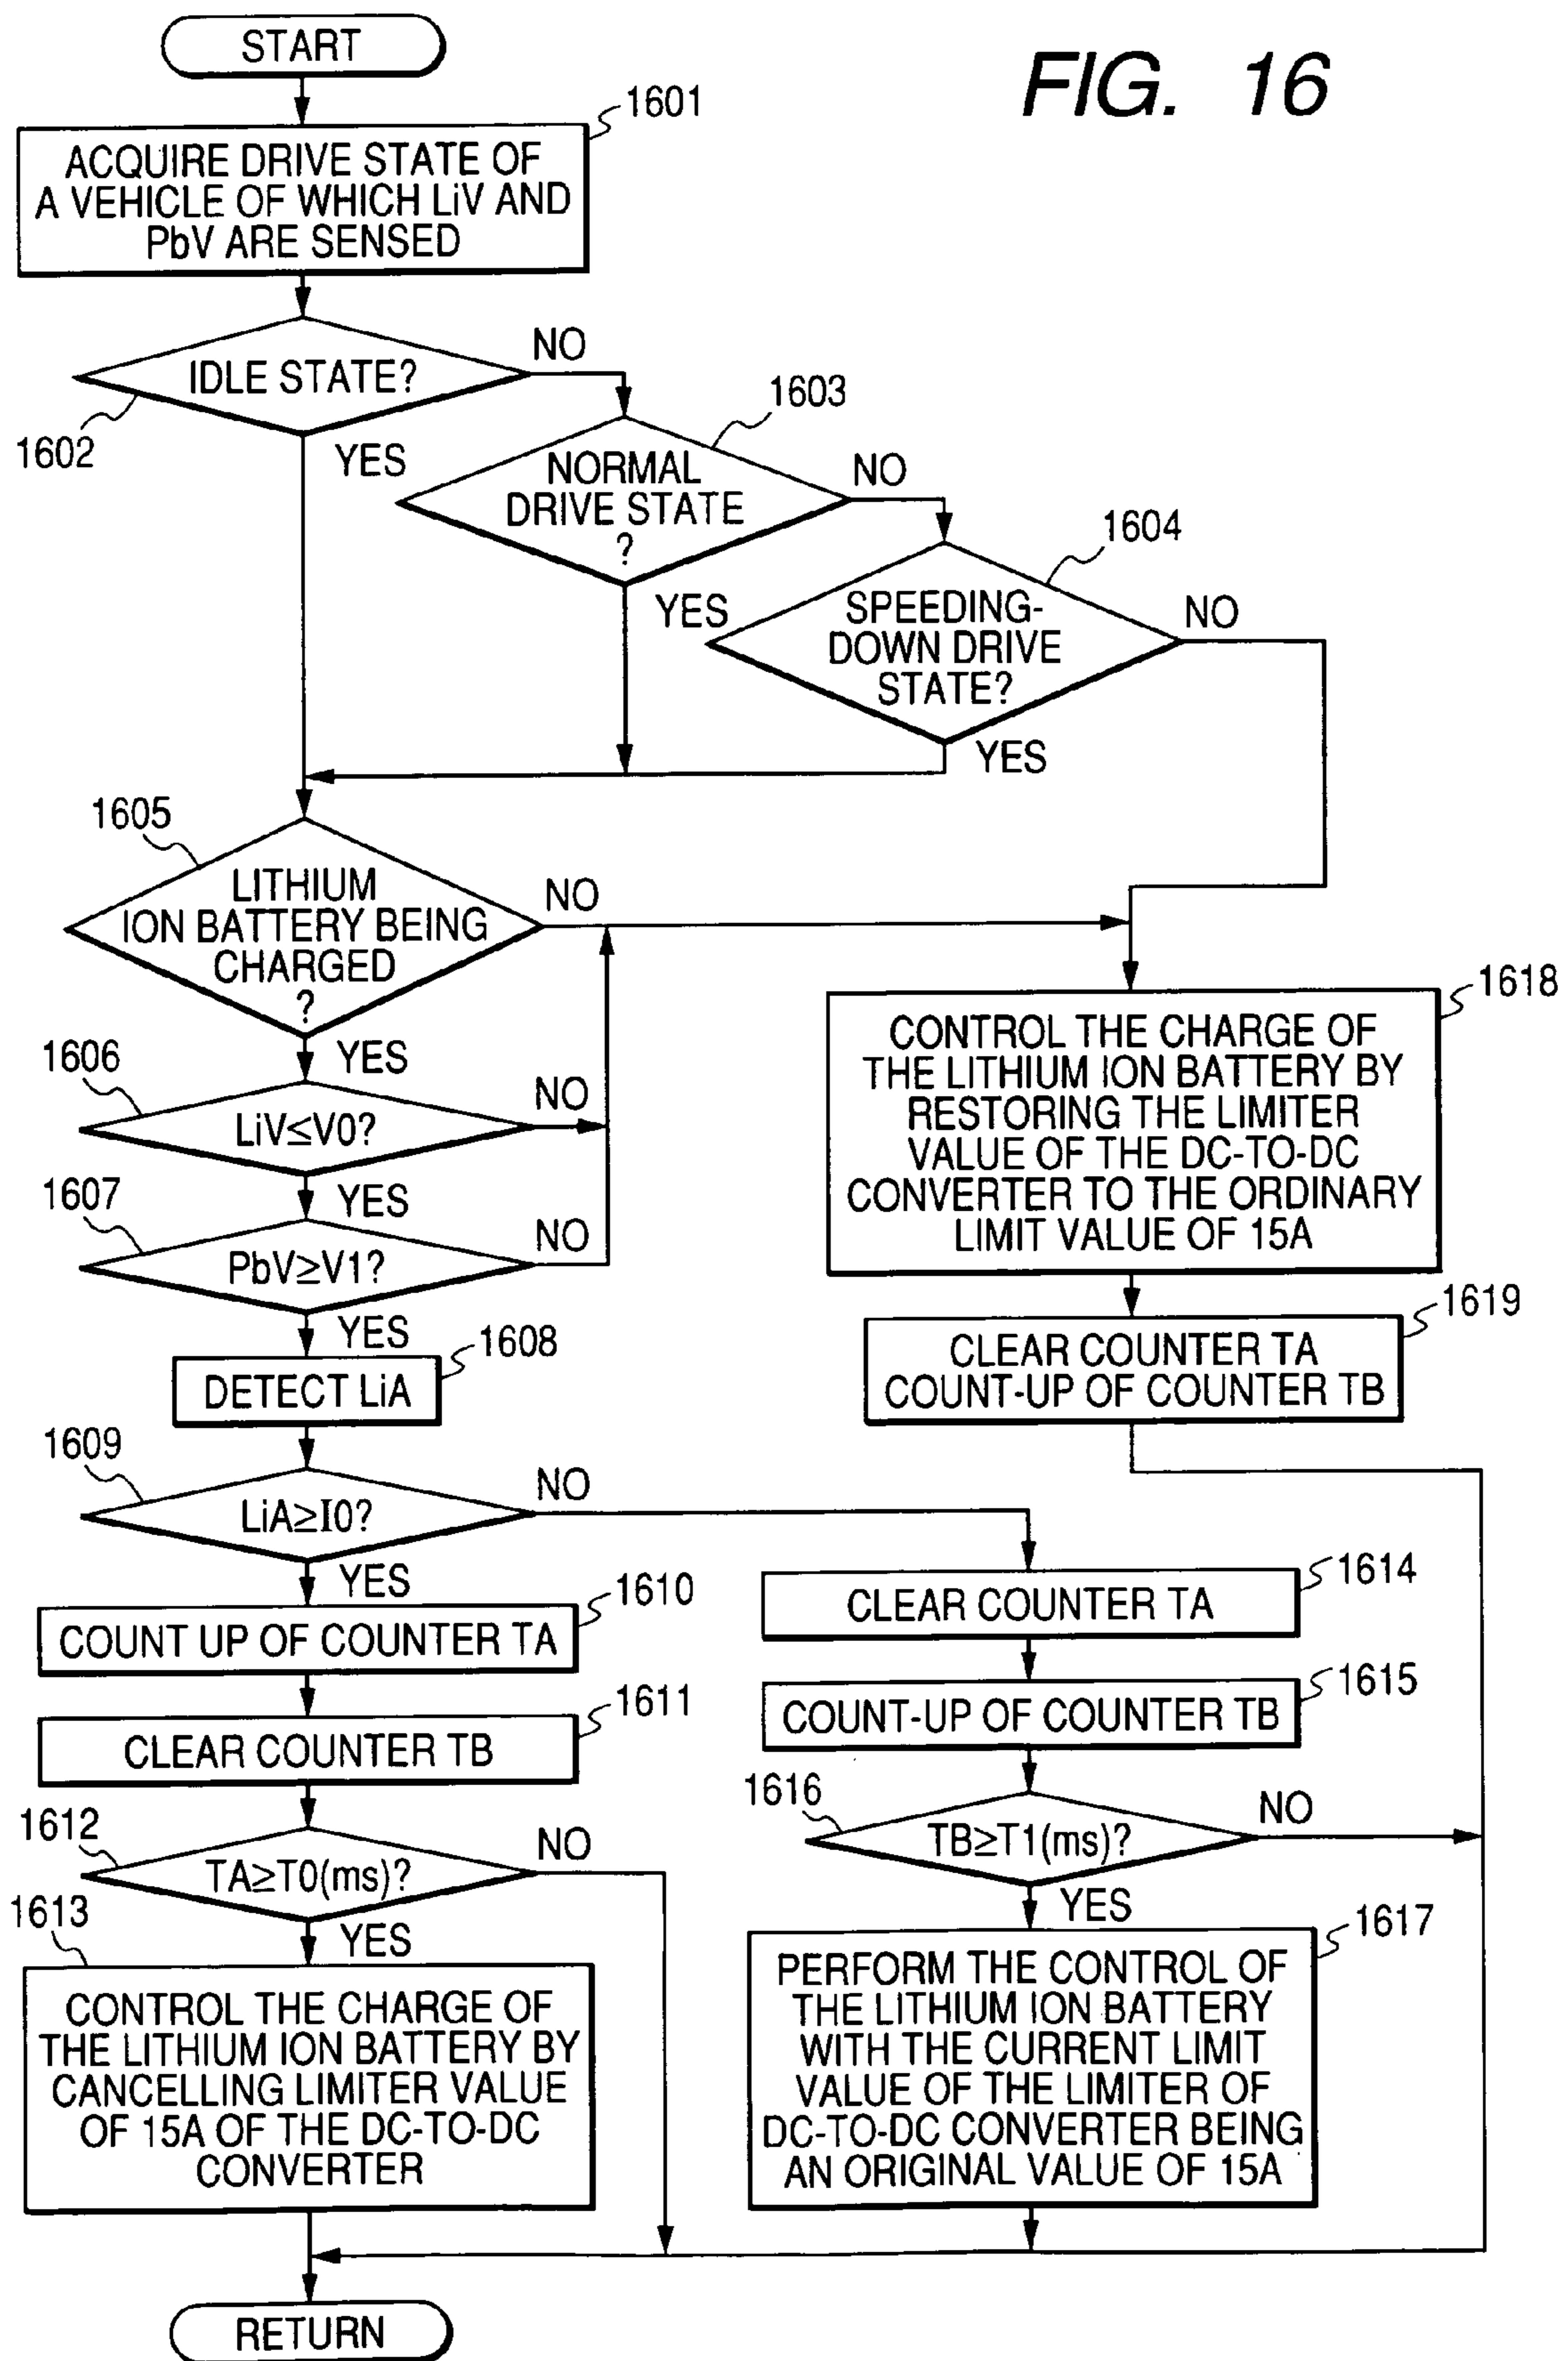 START
FIG. 16
1601
ACQUIRE DRIVE STATE OF
A VEHICLE OF WHICH LiV AND
PbV ARE SENSED
IDLE STATE?
NO
1602
YES
1603
NORMAL
DRIVE STATE
?
NO
YES
1604
SPEEDING-
DOWN DRIVE
STATE?
NO
YES
1605
LITHIUM
ION BATTERY BEING
CHARGED
?
NO
YES
1606
LiV≤V0?
NO
YES
1607
PbV≥V1?
NO
YES
1608
DETECT LiA
1609
LiA≥I0?
NO
YES
1610
COUNT UP OF COUNTER TA
1611
CLEAR COUNTER TB
1612
TA≥T0(ms)?
NO
YES
1613
CONTROL THE CHARGE OF
THE LITHIUM ION BATTERY BY
CANCELLING LIMITER VALUE
OF 15A OF THE DC-TO-DC
CONVERTER
1618
CONTROL THE CHARGE OF
THE LITHIUM ION BATTERY BY
RESTORING THE LIMITER
VALUE OF THE DC-TO-DC
CONVERTER TO THE ORDINARY
LIMIT VALUE OF 15A
1619
CLEAR COUNTER TA
COUNT-UP OF COUNTER TB
1614
CLEAR COUNTER TA
1615
COUNT-UP OF COUNTER TB
1616
TB≥T1(ms)?
NO
YES
1617
PERFORM THE CONTROL OF
THE LITHIUM ION BATTERY
WITH THE CURRENT LIMIT
VALUE OF THE LIMITER OF
DC-TO-DC CONVERTER BEING
AN ORIGINAL VALUE OF 15A
RETURN